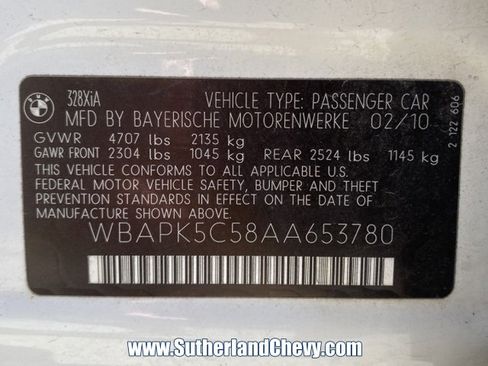 328XiA VEHICLE TYPE: PASSENGER CAR
MFD BY BAYERISCHE MOTORENWERKE 02/10
GVWR 4707 lbs 2135 kg
GAWR FRONT 2304 lbs 1045 kg REAR 2524 lbs 1145 kg
THIS VEHICLE CONFORMS TO ALL APPLICABLE U.S.
FEDERAL MOTOR VEHICLE SAFETY, BUMPER AND THEFT
PREVENTION STANDARDS IN EFFECT ON THE DATE
OF MANUFACTURE SHOWN ABOVE.
WBAPK5C58AA653780
2 122 606
www.SutherlandChevy.com